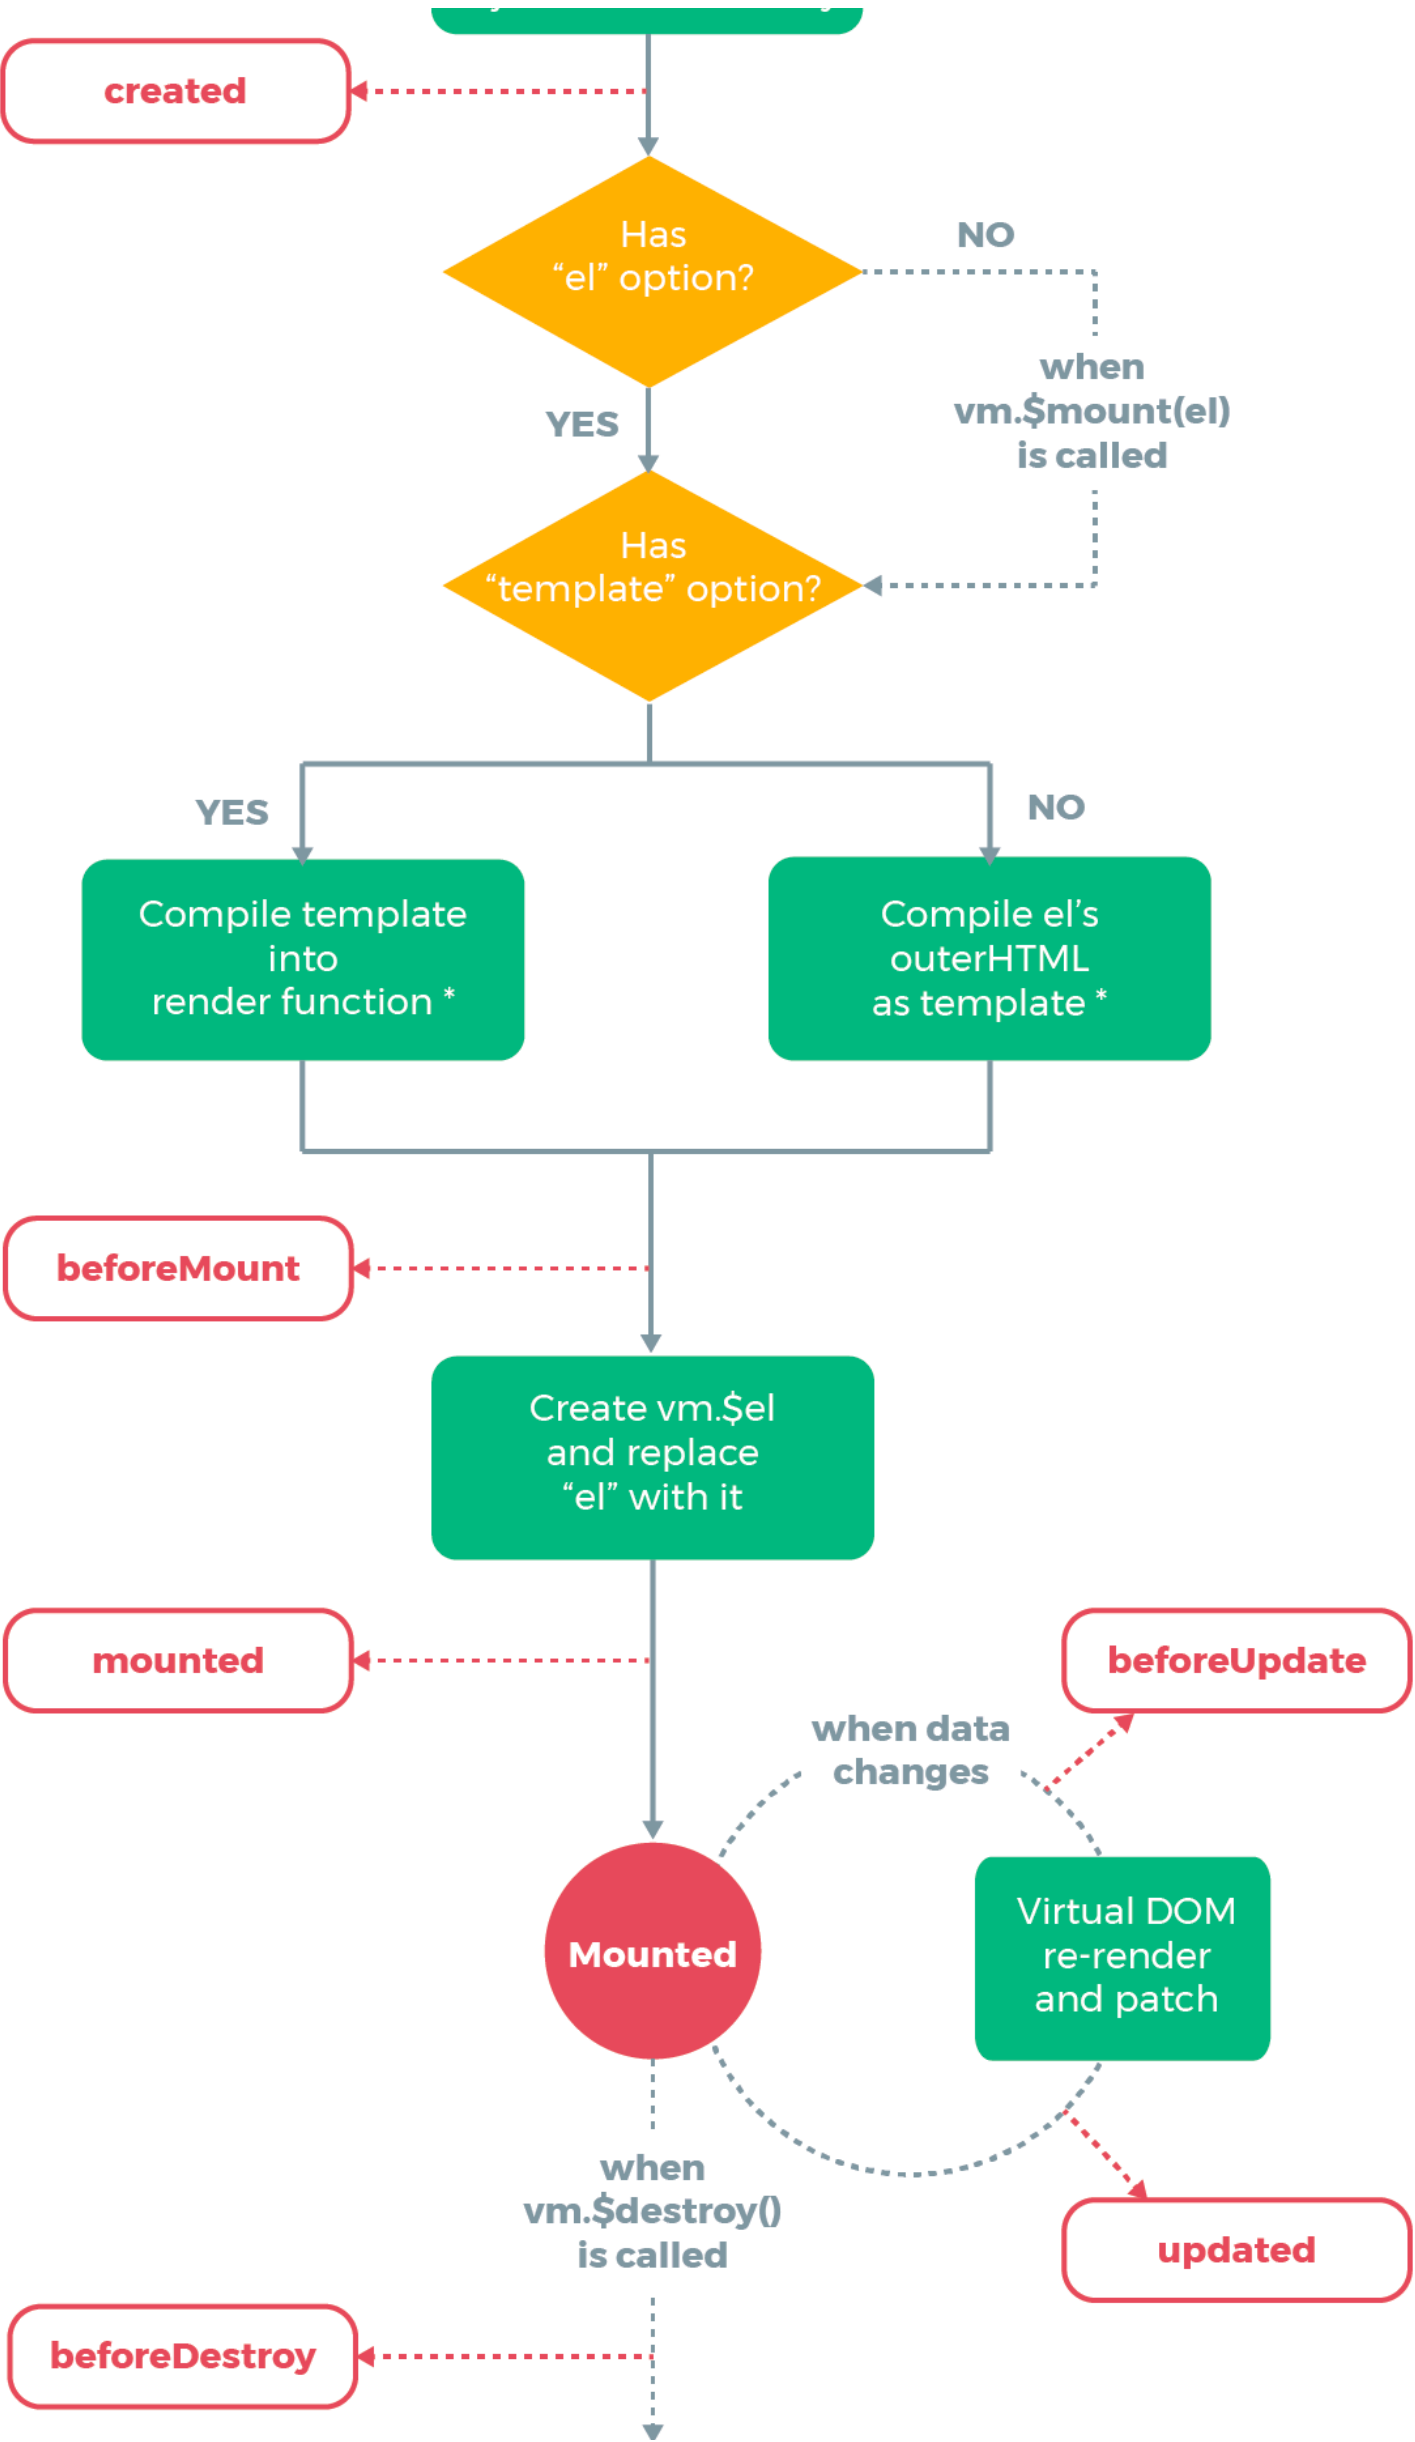 created
Has
“el” option?
NO
when
vm.$mount(el)
is called
YES
Has
“template” option?
YES
NO
Compile template
into
render function *
Compile el’s
outerHTML
as template *
beforeMount
Create vm.$el
and replace
“el” with it
mounted
beforeUpdate
when data
changes
Mounted
Virtual DOM
re-render
and patch
when
vm.$destroy()
is called
updated
beforeDestroy